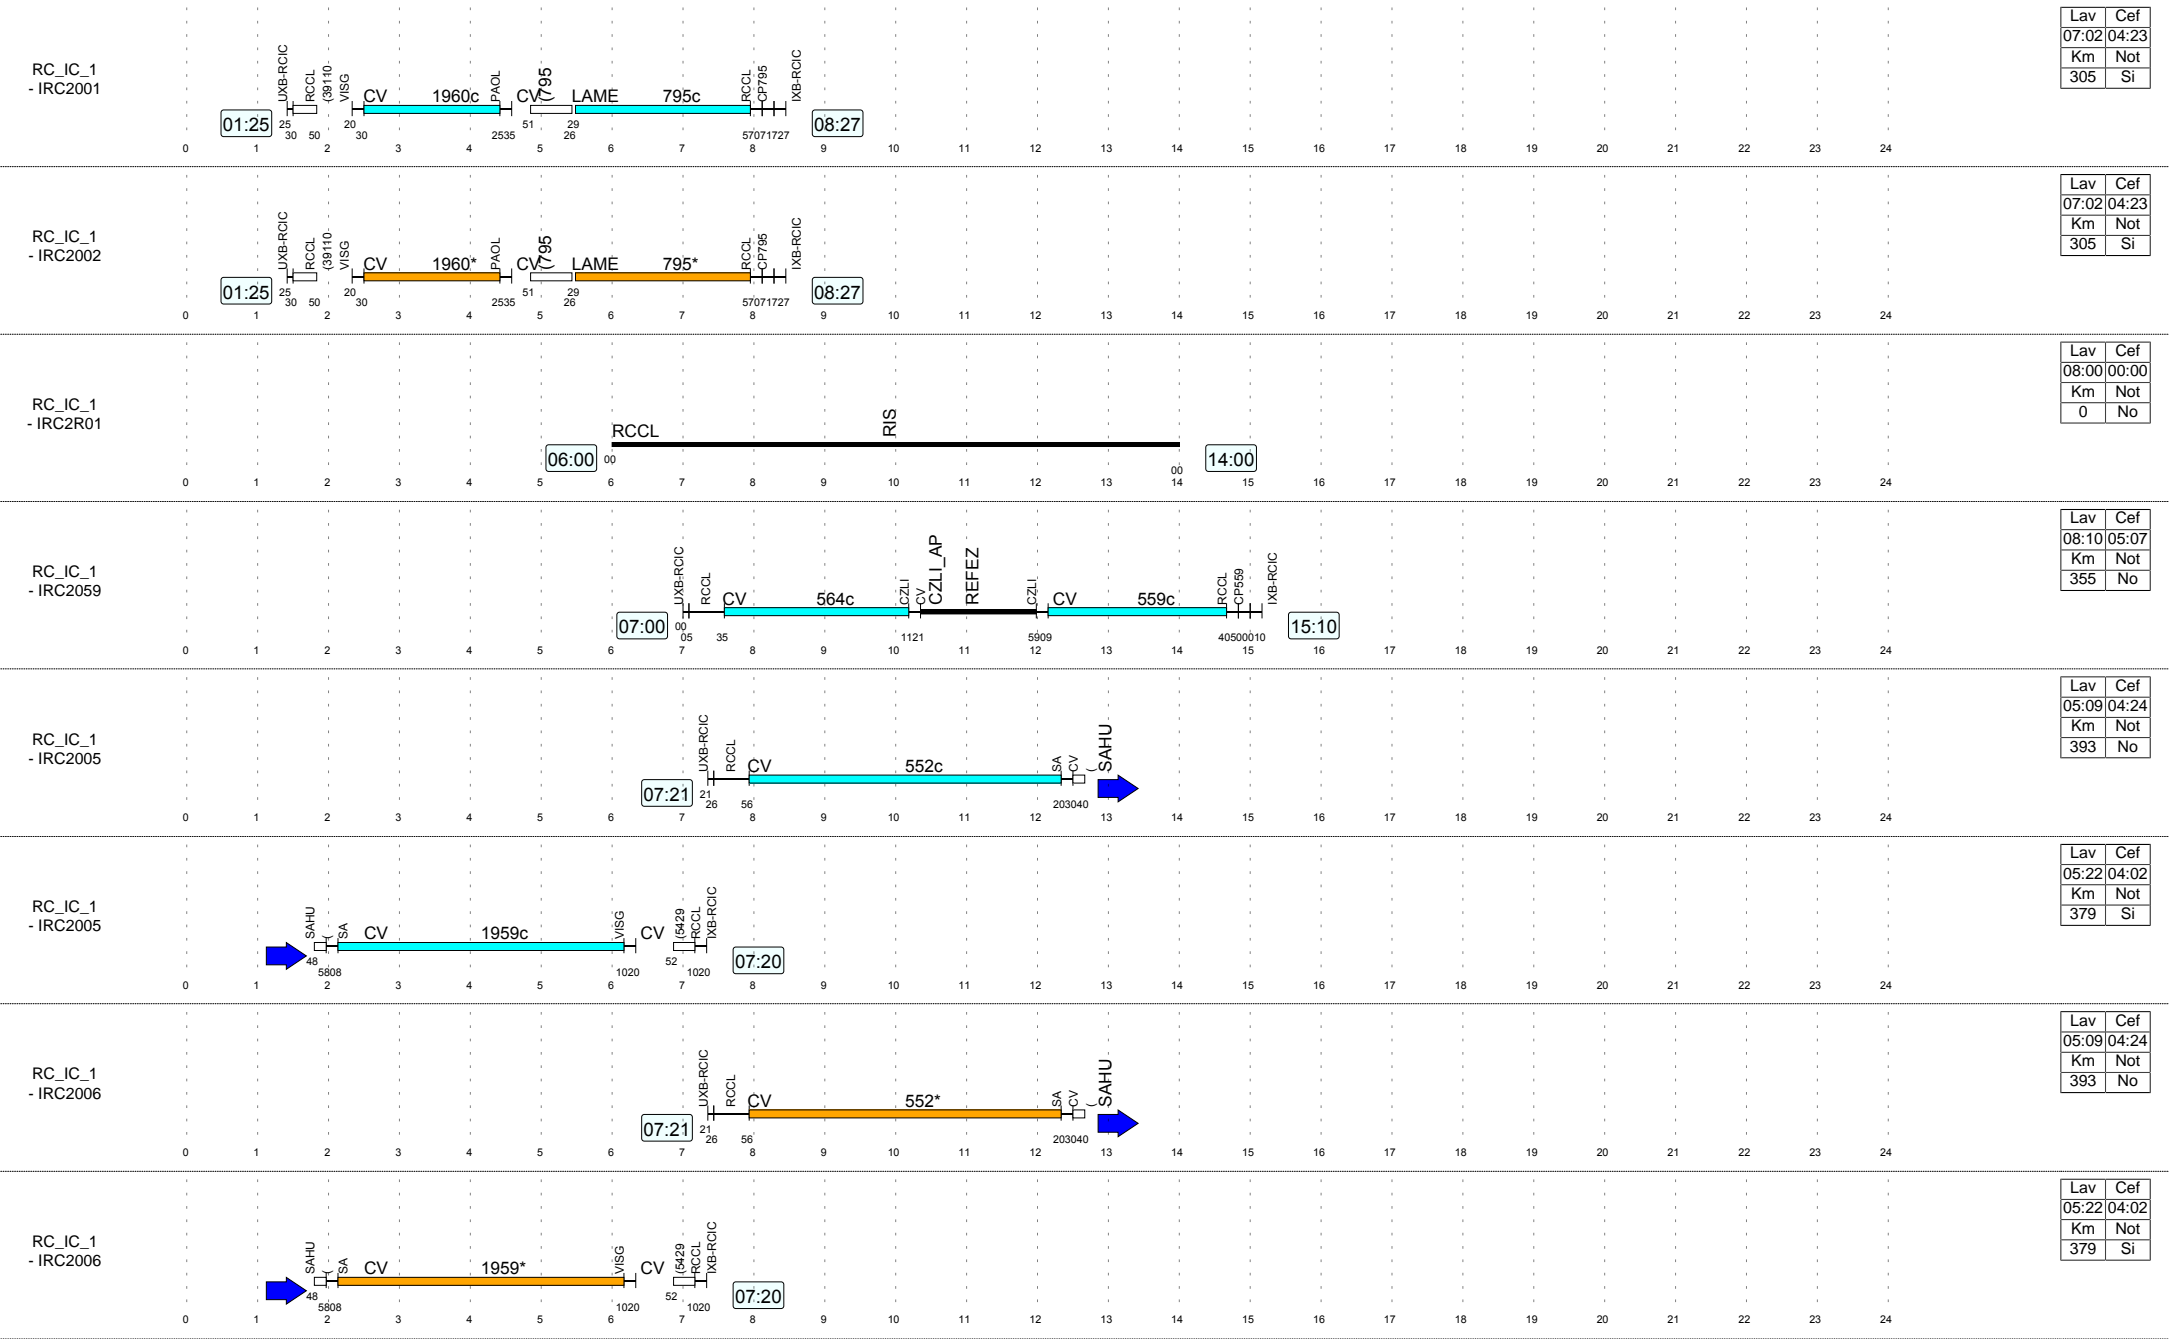 Lav Cef
07:02 04:23
Km Not
305 Si
RC_IC_1
- IRC2001
UXB-RCIC RCCL (39110 VISG PAOL (795 RCCL CP795 IXB-RCIC
CV 1960c CV LAME 795c
01:25 08:27
25 20 51 29
30 50 30 2535 26 57071727
0 1 2 3 4 5 6 7 8 9 10 11 12 13 14 15 16 17 18 19 20 21 22 23 24
Lav Cef
07:02 04:23
Km Not
305 Si
RC_IC_1
- IRC2002
UXB-RCIC RCCL (39110 VISG PAOL (795 RCCL CP795 IXB-RCIC
CV 1960* CV LAME 795*
01:25 08:27
25 20 51 29
30 50 30 2535 26 57071727
0 1 2 3 4 5 6 7 8 9 10 11 12 13 14 15 16 17 18 19 20 21 22 23 24
Lav Cef
08:00 00:00
Km Not
0 No
RC_IC_1
- IRC2R01
RCCL RIS
06:00 00 14:00
00
0 1 2 3 4 5 6 7 8 9 10 11 12 13 14 15 16 17 18 19 20 21 22 23 24
Lav Cef
08:10 05:07
Km Not
355 No
RC_IC_1
- IRC2059
UXB-RCIC RCCL CZLI CV CZLI_AP REFEZ CZLI RCCL CP559 IXB-RCIC
CV 564c CV 559c
07:00 00 15:10
05 35 1121 5909 40500010
0 1 2 3 4 5 6 7 8 9 10 11 12 13 14 15 16 17 18 19 20 21 22 23 24
Lav Cef
05:09 04:24
Km Not
393 No
RC_IC_1
- IRC2005
UXB-RCIC RCCL SA CV ( SAHU
CV 552c
07:21 21
26 56 203040
0 1 2 3 4 5 6 7 8 9 10 11 12 13 14 15 16 17 18 19 20 21 22 23 24
Lav Cef
05:22 04:02
Km Not
379 Si
RC_IC_1
- IRC2005
SAHU ( SA VISG (5429 RCCL IXB-RCIC
CV 1959c CV
48 52 07:20
5808 1020 1020
0 1 2 3 4 5 6 7 8 9 10 11 12 13 14 15 16 17 18 19 20 21 22 23 24
Lav Cef
05:09 04:24
Km Not
393 No
RC_IC_1
- IRC2006
UXB-RCIC RCCL SA CV ( SAHU
CV 552*
07:21 21
26 56 203040
0 1 2 3 4 5 6 7 8 9 10 11 12 13 14 15 16 17 18 19 20 21 22 23 24
Lav Cef
05:22 04:02
Km Not
379 Si
RC_IC_1
- IRC2006
SAHU ( SA VISG (5429 RCCL IXB-RCIC
CV 1959* CV
48 52 07:20
5808 1020 1020
0 1 2 3 4 5 6 7 8 9 10 11 12 13 14 15 16 17 18 19 20 21 22 23 24